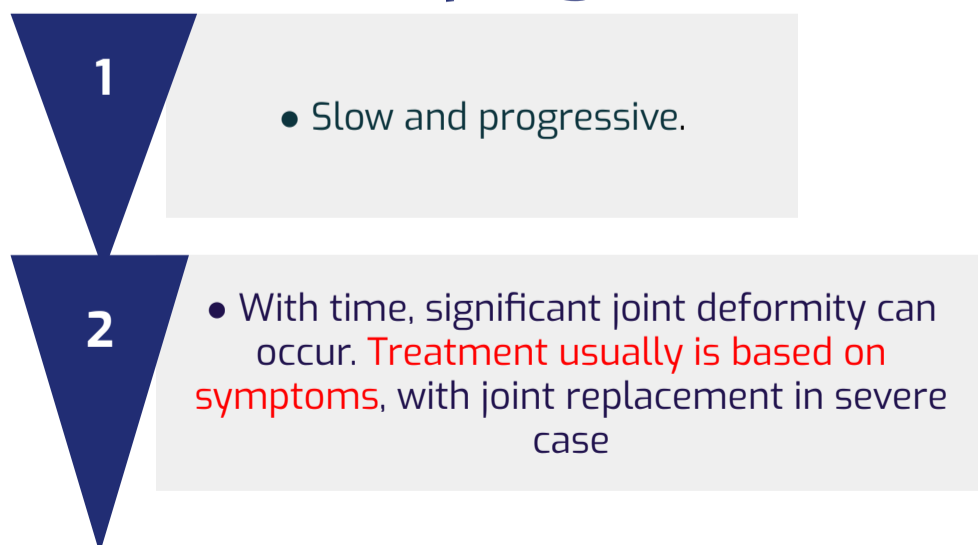 1
● Slow and progressive.
2
● With time, significant joint deformity can
occur. Treatment usually is based on
symptoms, with joint replacement in severe
case